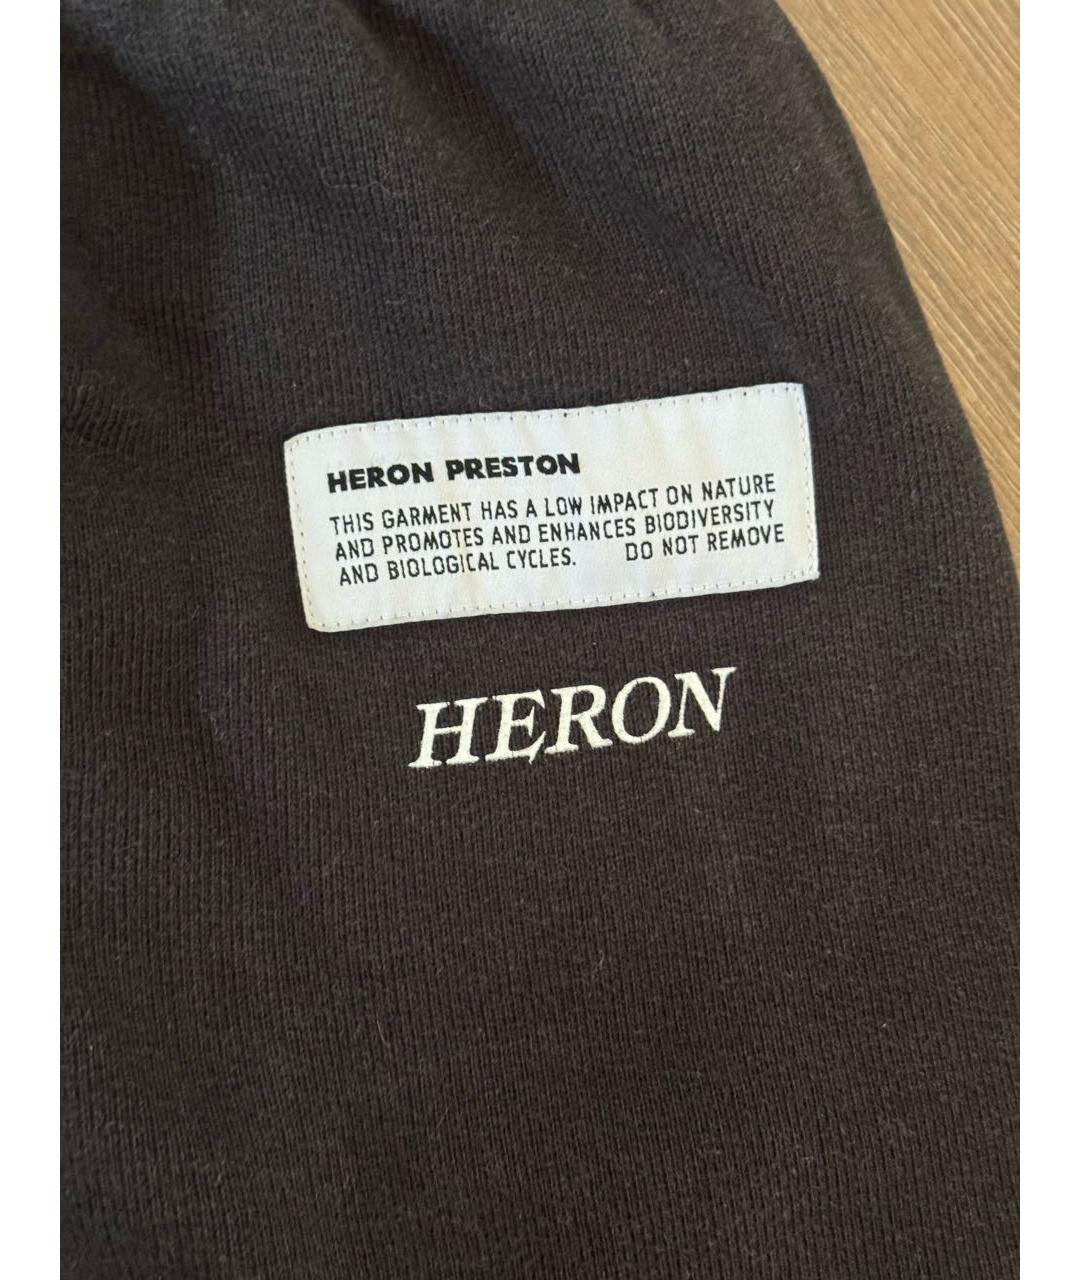 HERON PRESTON
THIS GARMENT HAS A LOW IMPACT ON NATURE
AND PROMOTES AND ENHANCES BIODIVERSITY
AND BIOLOGICAL CYCLES. DO NOT REMOVE
HERON